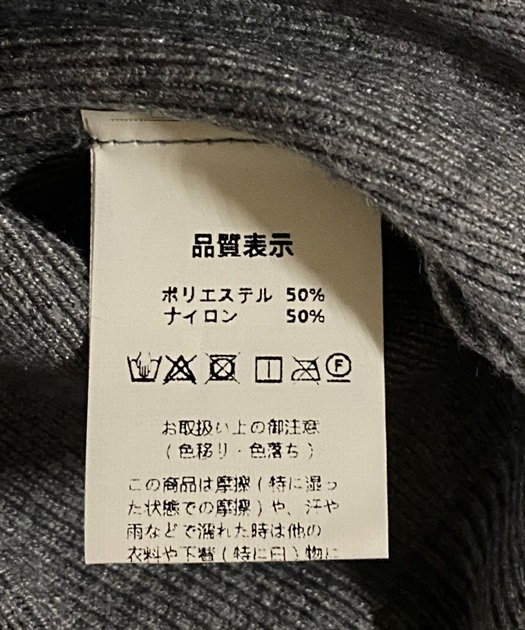 品質表示
ポリエステル 50%
ナイロン 50%
F
お取扱い上の御注意
(色移り・色落ち)
この商品は摩擦(特に湿っ
た状態での摩擦)や、汗や
雨などで濡れた時は他の
衣料や下着(特に白)物に